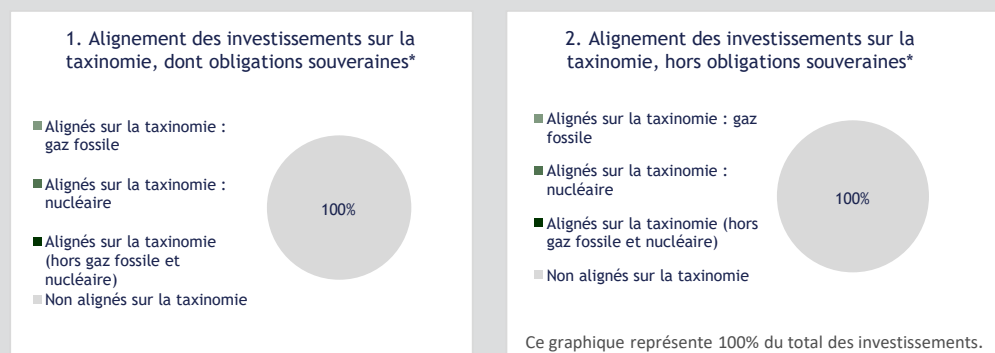 1. Alignement des investissements sur la
taxinomie, dont obligations souveraines*
Alignés sur la taxinomie :
gaz fossile
Alignés sur la taxinomie :
nucléaire
Alignés sur la taxinomie
(hors gaz fossile et
nucléaire)
Non alignés sur la taxinomie
100%
2. Alignement des investissements sur la
taxinomie, hors obligations souveraines*
Alignés sur la taxinomie : gaz
fossile
Alignés sur la taxinomie :
nucléaire
Alignés sur la taxinomie (hors
gaz fossile et nucléaire)
Non alignés sur la taxinomie
100%
Ce graphique représente 100% du total des investissements.